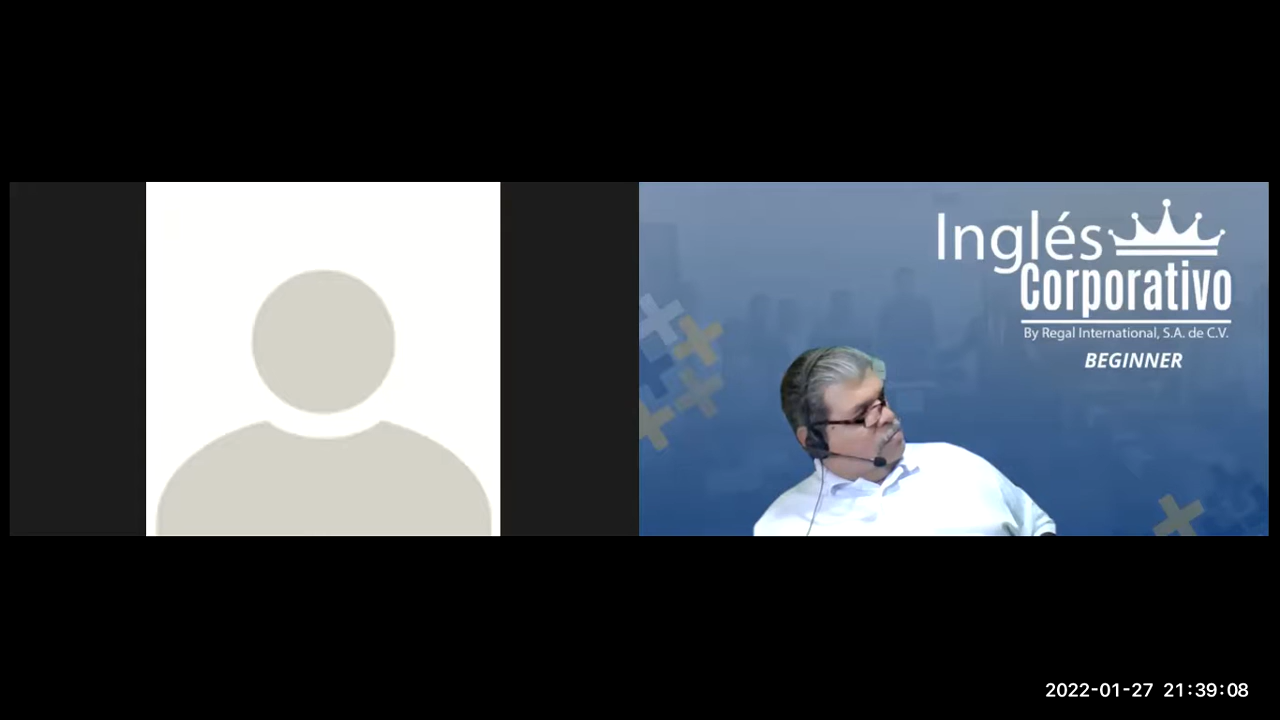 Inglés
Corporativo
By Regal International, S.A. de C.V.
BEGINNER
2022-01-27 21:39:08